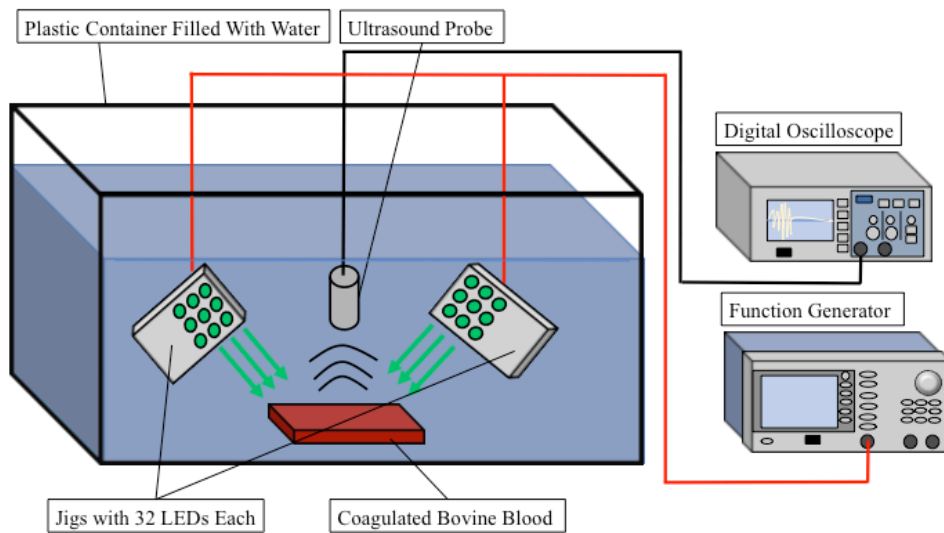 Plastic Container Filled With Water
Ultrasound Probe
Digital Oscilloscope
Function Generator
Jigs with 32 LEDs Each
Coagulated Bovine Blood